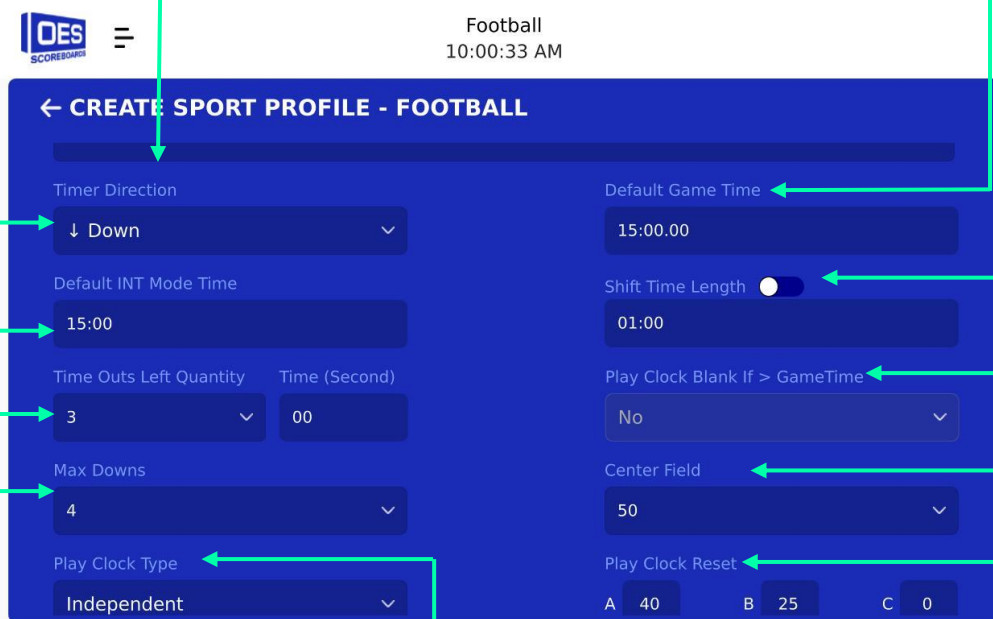 OES
SCOREBOARDS
Football
10:00:33 AM
← CREATE SPORT PROFILE - FOOTBALL
Timer Direction
Default Game Time
↓ Down
15:00.00
Default INT Mode Time
Shift Time Length
15:00
01:00
Time Outs Left Quantity
Time (Second)
Play Clock Blank If > GameTime
3
00
No
Max Downs
Center Field
4
50
Play Clock Type
Play Clock Reset
Independent
A 40 B 25 C 0